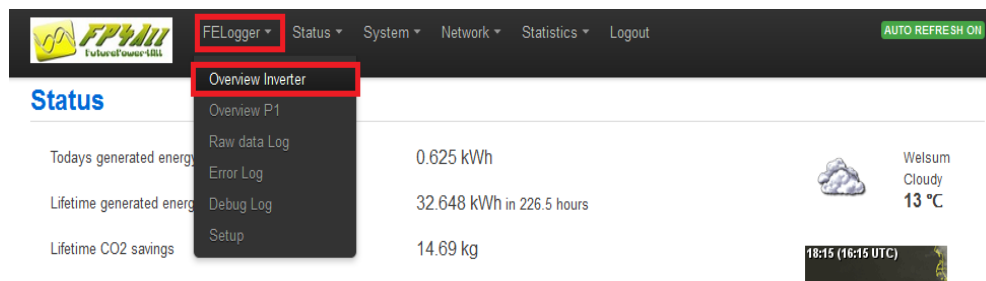 FP4All
FuturePower4All
FELogger Status System Network Statistics Logout
AUTO REFRESH ON
Overview Inverter
Overview P1
Raw data Log
Error Log
Debug Log
Setup
Status
Todays generated energy
0.625 kWh
Lifetime generated energ
32.648 kWh in 226.5 hours
Lifetime CO2 savings
14.69 kg
Welsum
Cloudy
13 °C
18:15 (16:15 UTC)